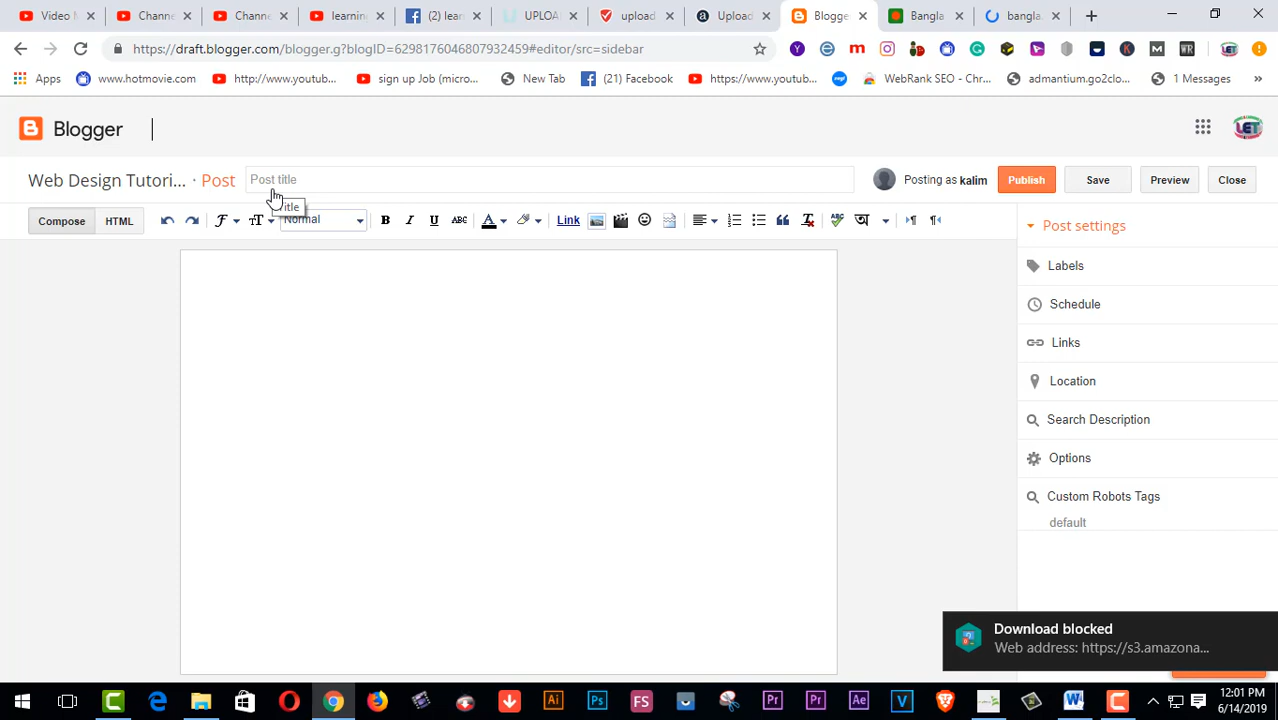 Video M
Channe
Channe
learning
(2) lear
UPLOA
upload
Upload
Blogge
Bangla
bangla.
https://draft.blogger.com/blogger.g?blogID=6298176046807932459#editor/src=sidebar
Apps
www.hotmovie.com
http://www.youtub...
sign up Job (micro...
New Tab
(21) Facebook
https://www.youtub...
WebRank SEO - Chr...
admantium.go2clo...
1 Messages
Blogger
Web Design Tutori... · Post
Post title
Posting as kalim
Publish
Save
Preview
Close
Compose
HTML
Normal
Link
Post settings
Labels
Schedule
Links
Location
Search Description
Options
Custom Robots Tags
default
Download blocked
Web address: https://s3.amazona...
12:01 PM
6/14/2019